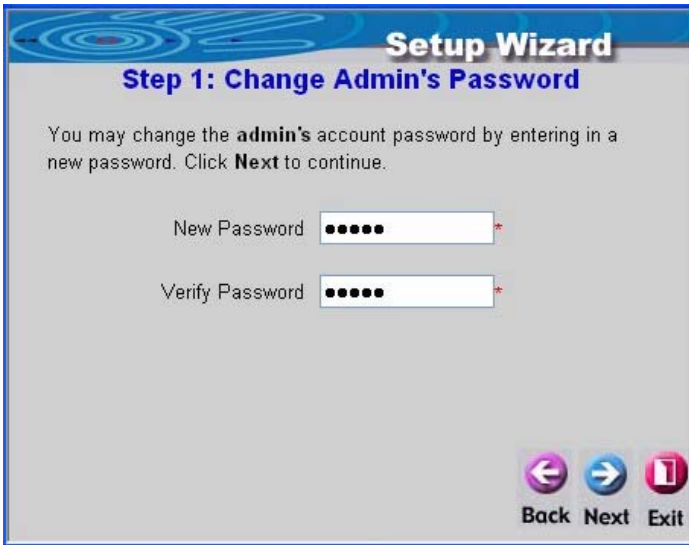 Setup Wizard
Step 1: Change Admin's Password
You may change the admin's account password by entering in a
new password. Click Next to continue.
New Password ●●●●● *
Verify Password ●●●●● *
Back Next Exit